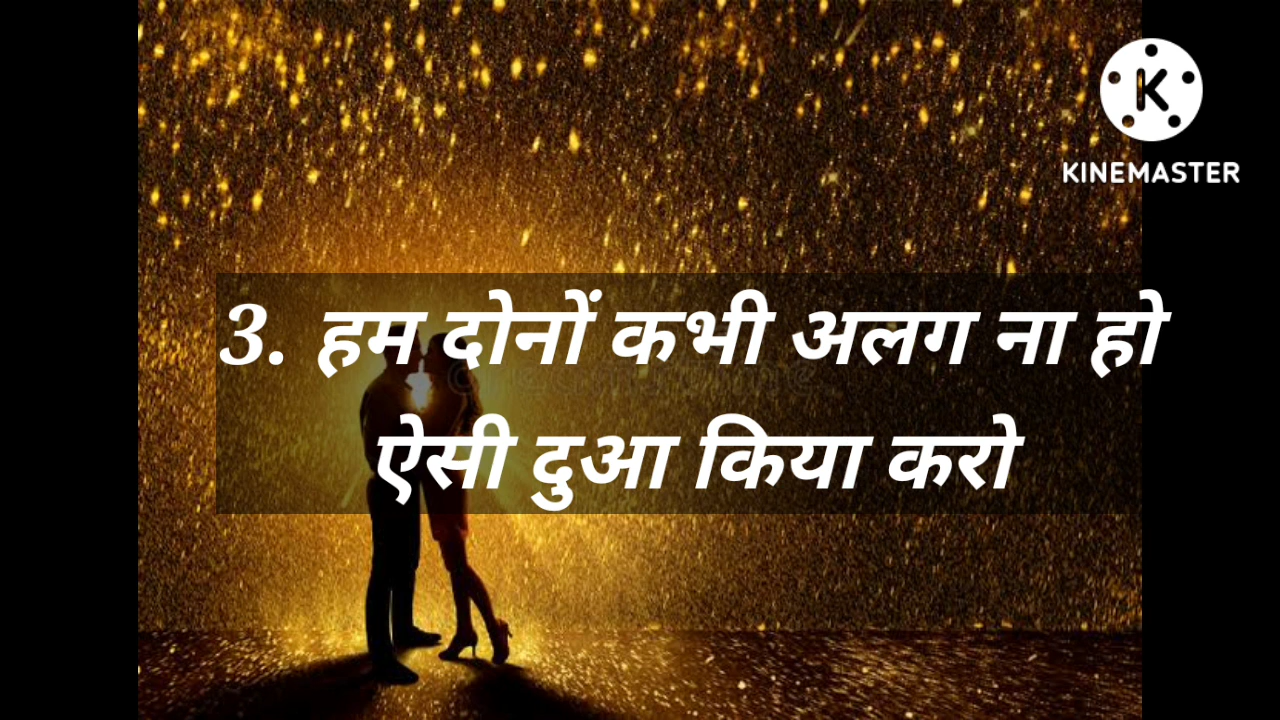 KINEMASTER
3. हम दोनों कभी अलग ना हो
ऐसी दुआ किया करो